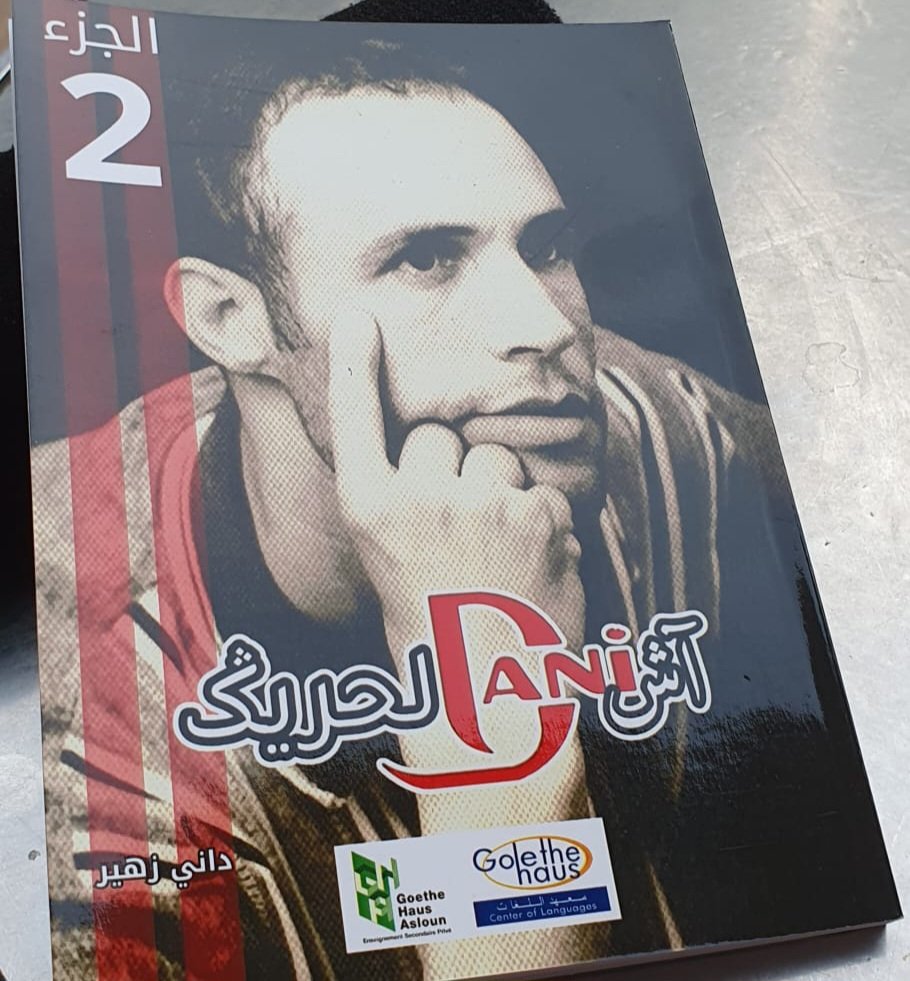 الجزء
2
آش DANi لحريڭ
داني زهير
Goethe
Haus
Asloun
Enseignement Secondaire Privé
Golethe
haus
معهد اللغات
Center of Languages